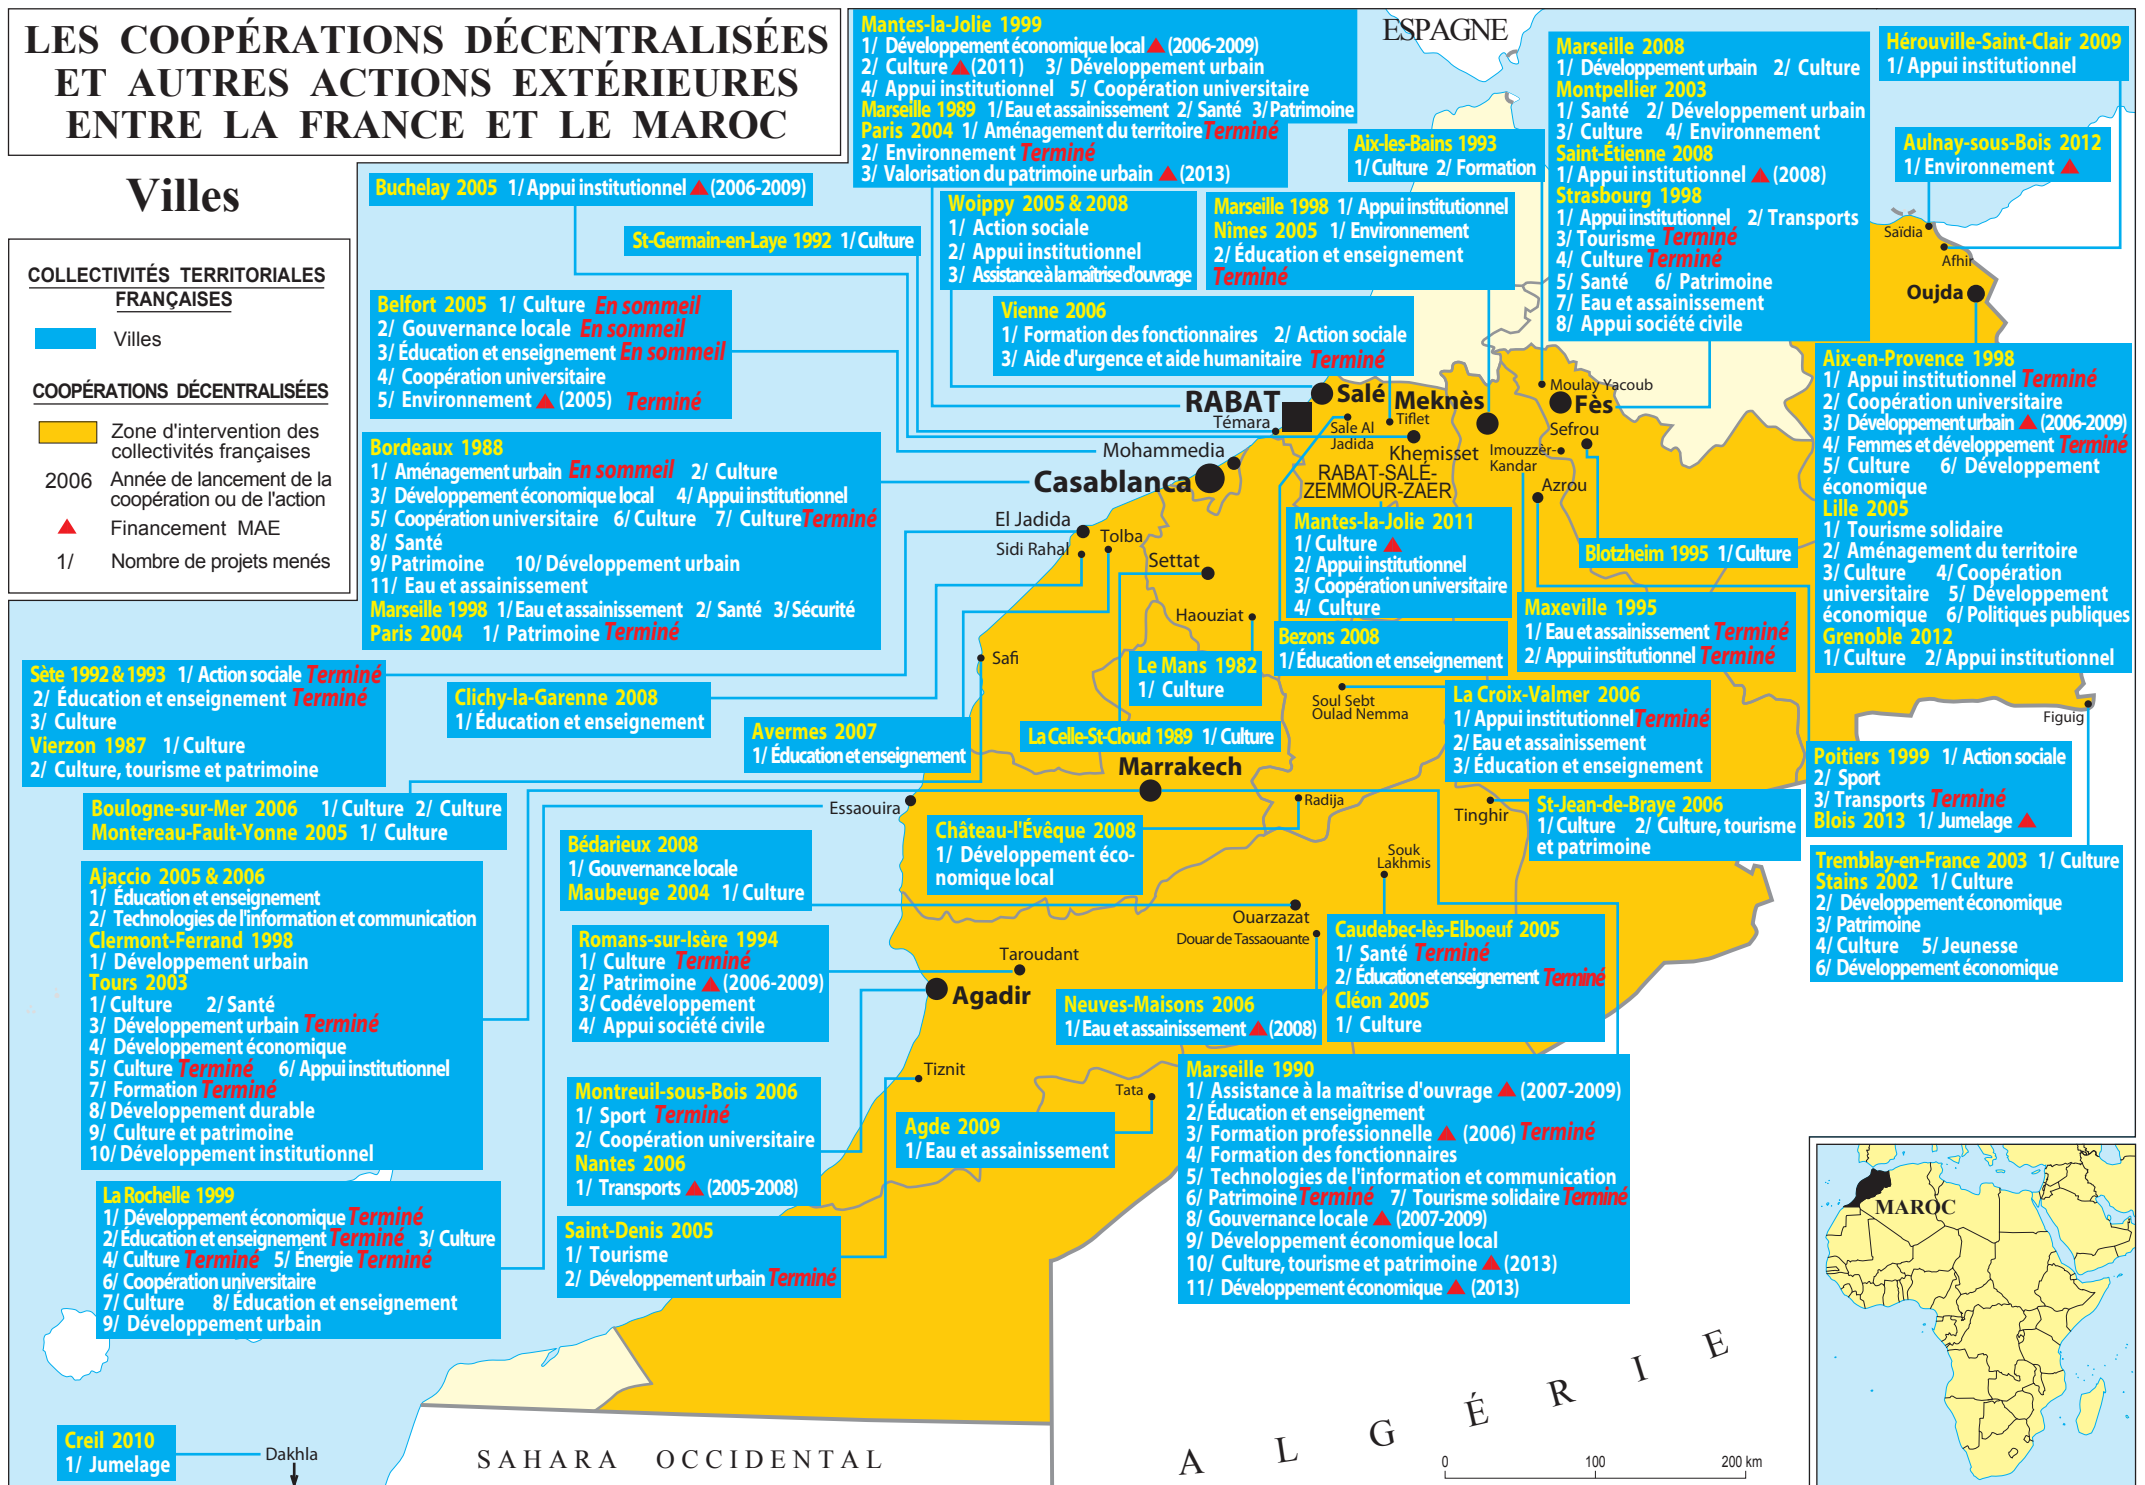 LES COOPÉRATIONS DÉCENTRALISÉES
ET AUTRES ACTIONS EXTÉRIEURES
ENTRE LA FRANCE ET LE MAROC
Villes
COLLECTIVITÉS TERRITORIALES
FRANÇAISES
Villes
COOPÉRATIONS DÉCENTRALISÉES
Zone d'intervention des
collectivités françaises
2006 Année de lancement de la
coopération ou de l'action
Financement MAE
1/ Nombre de projets menés
Mantes-la-Jolie 1999
1/ Développement économique local (2006-2009)
2/ Culture (2011) 3/ Développement urbain
4/ Appui institutionnel 5/ Coopération universitaire
Marseille 1989 1/ Eau et assainissement 2/ Santé 3/ Patrimoine
Paris 2004 1/ Aménagement du territoire Terminé
2/ Environnement Terminé
3/ Valorisation du patrimoine urbain (2013)
ESPAGNE
Marseille 2008
1/ Développement urbain 2/ Culture
Montpellier 2003
1/ Santé 2/ Développement urbain
3/ Culture 4/ Environnement
Saint-Étienne 2008
1/ Appui institutionnel (2008)
Strasbourg 1998
1/ Appui institutionnel 2/ Transports
3/ Tourisme Terminé
4/ Culture Terminé
5/ Santé 6/ Patrimoine
7/ Eau et assainissement
8/ Appui société civile
Hérouville-Saint-Clair 2009
1/ Appui institutionnel
Aulnay-sous-Bois 2012
1/ Environnement
Aix-les-Bains 1993
1/ Culture 2/ Formation
Buchelay 2005 1/ Appui institutionnel (2006-2009)
St-Germain-en-Laye 1992 1/ Culture
Woippy 2005 & 2008
1/ Action sociale
2/ Appui institutionnel
3/ Assistance à la maîtrise d'ouvrage
Marseille 1998 1/ Appui institutionnel
Nîmes 2005 1/ Environnement
2/ Éducation et enseignement
Terminé
Vienne 2006
1/ Formation des fonctionnaires 2/ Action sociale
3/ Aide d'urgence et aide humanitaire Terminé
Belfort 2005 1/ Culture En sommeil
2/ Gouvernance locale En sommeil
3/ Éducation et enseignement En sommeil
4/ Coopération universitaire
5/ Environnement (2005) Terminé
Saïdia
Afhir
Oujda
Aix-en-Provence 1998
1/ Appui institutionnel Terminé
2/ Coopération universitaire
3/ Développement urbain (2006-2009)
4/ Femmes et développement Terminé
5/ Culture 6/ Développement
économique
Lille 2005
1/ Tourisme solidaire
2/ Aménagement du territoire
3/ Culture 4/ Coopération
universitaire 5/ Développement
économique 6/ Politiques publiques
Grenoble 2012
1/ Culture 2/ Appui institutionnel
RABAT
Salé
Meknès
Moulay Yacoub
Fès
Témara
Sale Al
Jadida
Tiflet
Sefrou
Mohammedia
Khemisset
Imouzzèr-
Kandar
Casablanca
RABAT-SALÉ-
ZEMMOUR-ZAER
Azrou
Bordeaux 1988
1/ Aménagement urbain En sommeil 2/ Culture
3/ Développement économique local 4/ Appui institutionnel
5/ Coopération universitaire 6/ Culture 7/ Culture Terminé
8/ Santé
9/ Patrimoine 10/ Développement urbain
11/ Eau et assainissement
Marseille 1998 1/ Eau et assainissement 2/ Santé 3/ Sécurité
Paris 2004 1/ Patrimoine Terminé
El Jadida
Sidi Rahal
Tolba
Settat
Mantes-la-Jolie 2011
1/ Culture
2/ Appui institutionnel
3/ Coopération universitaire
4/ Culture
Blotzheim 1995 1/ Culture
Haouziat
Maxeville 1995
1/ Eau et assainissement Terminé
2/ Appui institutionnel Terminé
Bezons 2008
1/ Éducation et enseignement
Le Mans 1982
1/ Culture
Safi
Sète 1992 & 1993 1/ Action sociale Terminé
2/ Éducation et enseignement Terminé
3/ Culture
Vierzon 1987 1/ Culture
2/ Culture, tourisme et patrimoine
Clichy-la-Garenne 2008
1/ Éducation et enseignement
Avermes 2007
1/ Éducation et enseignement
La Celle-St-Cloud 1989 1/ Culture
Soul Sebt
Oulad Nemma
La Croix-Valmer 2006
1/ Appui institutionnel Terminé
2/ Eau et assainissement
3/ Éducation et enseignement
Figuig
Poitiers 1999 1/ Action sociale
2/ Sport
3/ Transports Terminé
Blois 2013 1/ Jumelage
Marrakech
Boulogne-sur-Mer 2006 1/ Culture 2/ Culture
Montereau-Fault-Yonne 2005 1/ Culture
Essaouira
Radija
Tinghir
St-Jean-de-Braye 2006
1/ Culture 2/ Culture, tourisme
et patrimoine
Château-l'Évêque 2008
1/ Développement éco-
nomique local
Bédarieux 2008
1/ Gouvernance locale
Maubeuge 2004 1/ Culture
Souk
Lakhmis
Tremblay-en-France 2003 1/ Culture
Stains 2002 1/ Culture
2/ Développement économique
3/ Patrimoine
4/ Culture 5/ Jeunesse
6/ Développement économique
Ajaccio 2005 & 2006
1/ Éducation et enseignement
2/ Technologies de l'information et communication
Clermont-Ferrand 1998
1/ Développement urbain
Tours 2003
1/ Culture 2/ Santé
3/ Développement urbain Terminé
4/ Développement économique
5/ Culture Terminé 6/ Appui institutionnel
7/ Formation Terminé
8/ Développement durable
9/ Culture et patrimoine
10/ Développement institutionnel
Ouarzazat
Douar de Tassaouante
Caudebec-lès-Elboeuf 2005
1/ Santé Terminé
2/ Éducation et enseignement Terminé
Cléon 2005
1/ Culture
Romans-sur-Isère 1994
1/ Culture Terminé
2/ Patrimoine (2006-2009)
3/ Codéveloppement
4/ Appui société civile
Taroudant
Agadir
Neuves-Maisons 2006
1/ Eau et assainissement (2008)
Tiznit
Tata
Montreuil-sous-Bois 2006
1/ Sport Terminé
2/ Coopération universitaire
Nantes 2006
1/ Transports (2005-2008)
Agde 2009
1/ Eau et assainissement
Marseille 1990
1/ Assistance à la maîtrise d'ouvrage (2007-2009)
2/ Éducation et enseignement
3/ Formation professionnelle (2006) Terminé
4/ Formation des fonctionnaires
5/ Technologies de l'information et communication
6/ Patrimoine Terminé 7/ Tourisme solidaire Terminé
8/ Gouvernance locale (2007-2009)
9/ Développement économique local
10/ Culture, tourisme et patrimoine (2013)
11/ Développement économique (2013)
La Rochelle 1999
1/ Développement économique Terminé
2/ Éducation et enseignement Terminé 3/ Culture
4/ Culture Terminé 5/ Énergie Terminé
6/ Coopération universitaire
7/ Culture 8/ Éducation et enseignement
9/ Développement urbain
Saint-Denis 2005
1/ Tourisme
2/ Développement urbain Terminé
MAROC
Creil 2010
1/ Jumelage
Dakhla
SAHARA OCCIDENTAL
ALGÉRIE
0 100 200 km